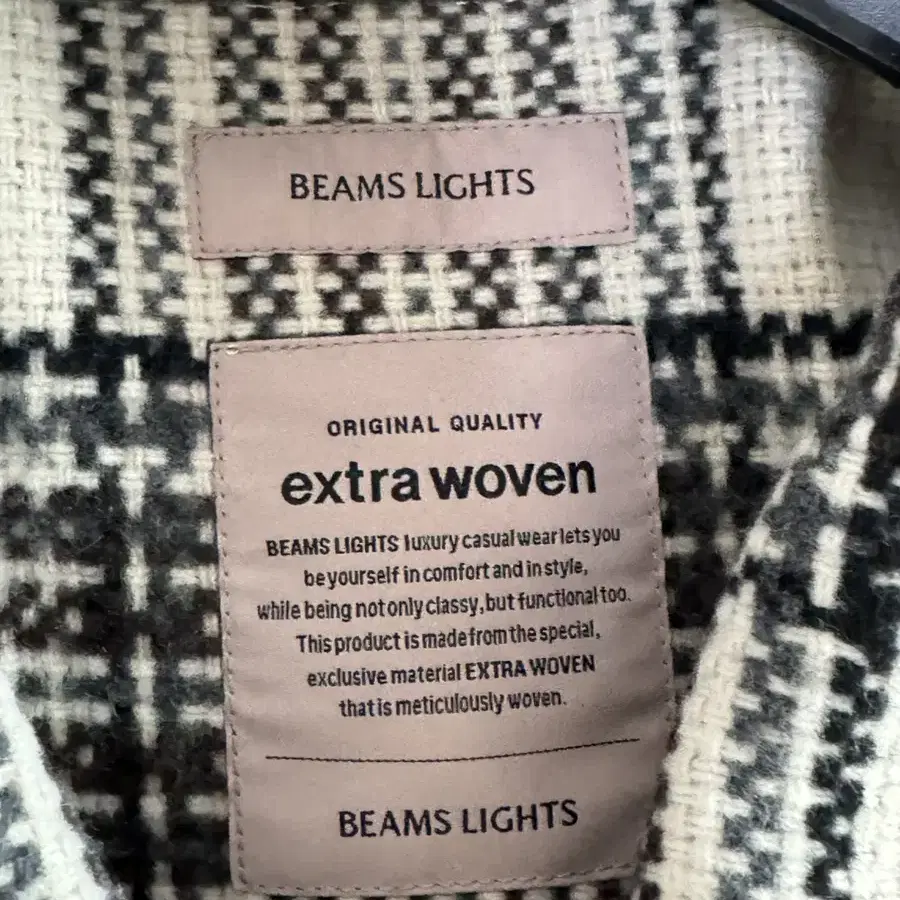 BEAMS LIGHTS
ORIGINAL QUALITY
extra woven
BEAMS LIGHTS luxury casual wear lets you
be yourself in comfort and in style,
while being not only classy, but functional too.
This product is made from the special,
exclusive material EXTRA WOVEN
that is meticulously woven.
BEAMS LIGHTS